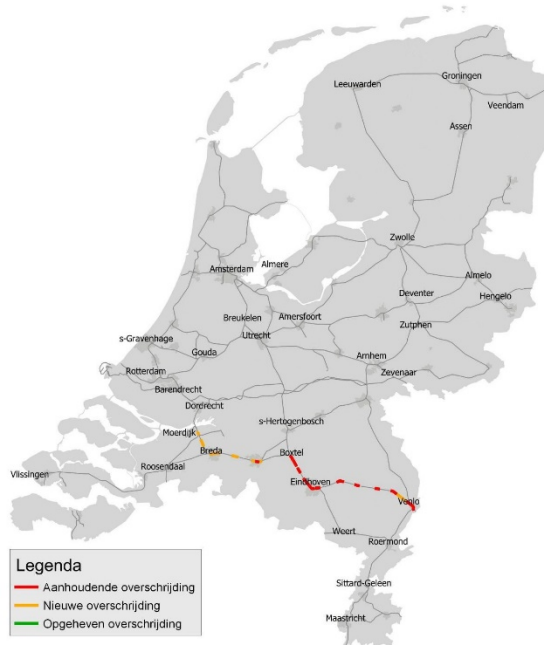 Leeuwarden
Groningen
Veendam
Assen
Zwolle
Almere
Amsterdam
Almelo
Hengelo
Deventer
Breukelen
Amersfoort
Zutphen
Utrecht
s-Gravenhage
Gouda
Arnhem
Zevenaar
Rotterdam
Barendrecht
Dordrecht
s-Hertogenbosch
Moerdijk
Breda
Boxtel
Roosendaal
Vlissingen
Eindhoven
Venlo
Weert
Roermond
Sittard-Geleen
Maastricht
Legenda
Aanhoudende overschrijding
Nieuwe overschrijding
Opgeheven overschrijding